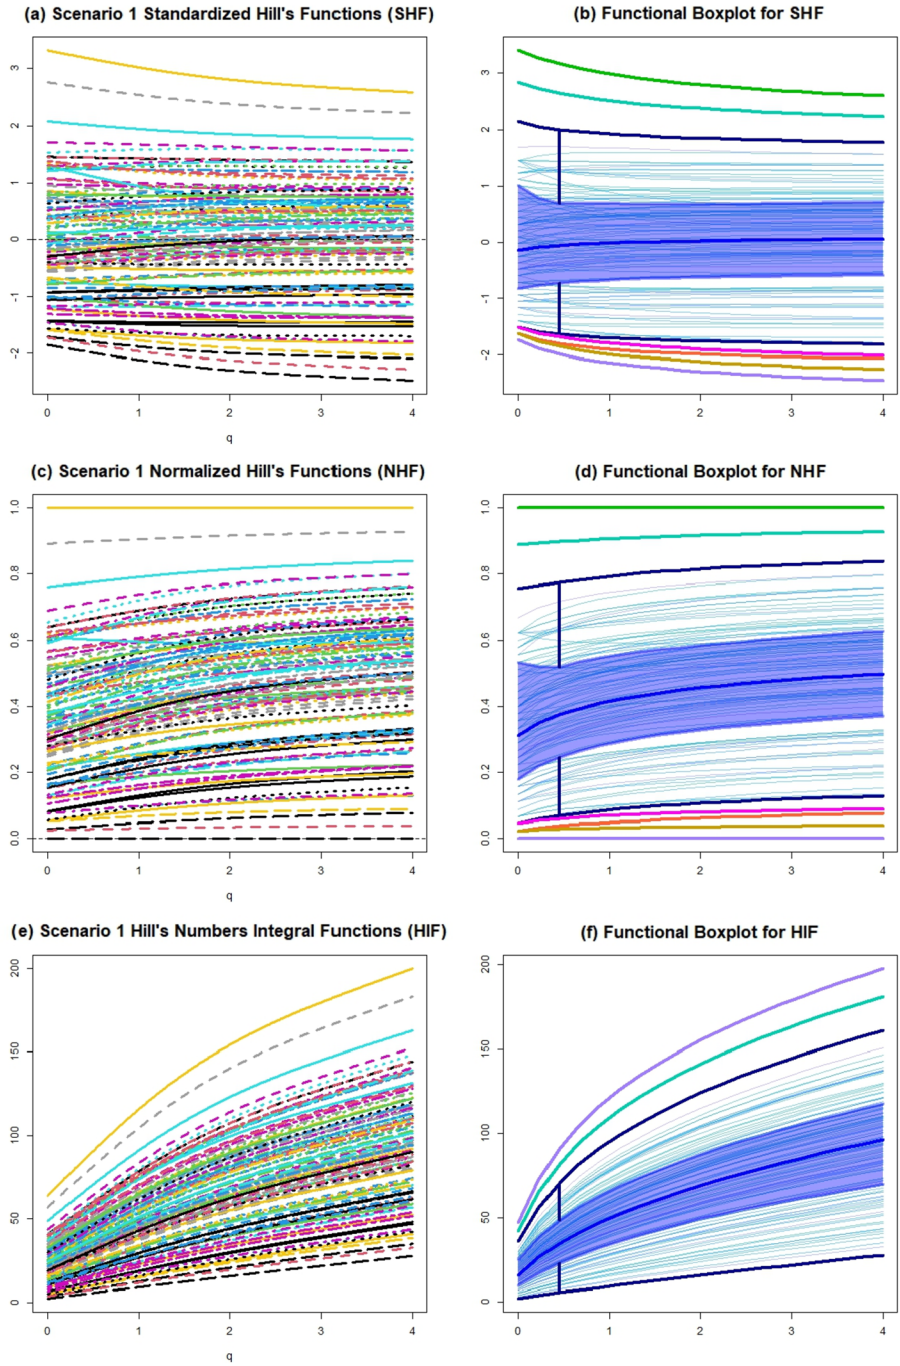 (a) Scenario 1 Standardized Hill's Functions (SHF)
(b) Functional Boxplot for SHF
3
2
1
0
-1
-2
0 1 2 3 4
q
3
2
1
0
-1
-2
0 1 2 3 4
(c) Scenario 1 Normalized Hill's Functions (NHF)
(d) Functional Boxplot for NHF
1.0
0.8
0.6
0.4
0.2
0.0
0 1 2 3 4
q
1.0
0.8
0.6
0.4
0.2
0.0
0 1 2 3 4
(e) Scenario 1 Hill's Numbers Integral Functions (HIF)
(f) Functional Boxplot for HIF
200
150
100
50
0
0 1 2 3 4
q
200
150
100
50
0
0 1 2 3 4